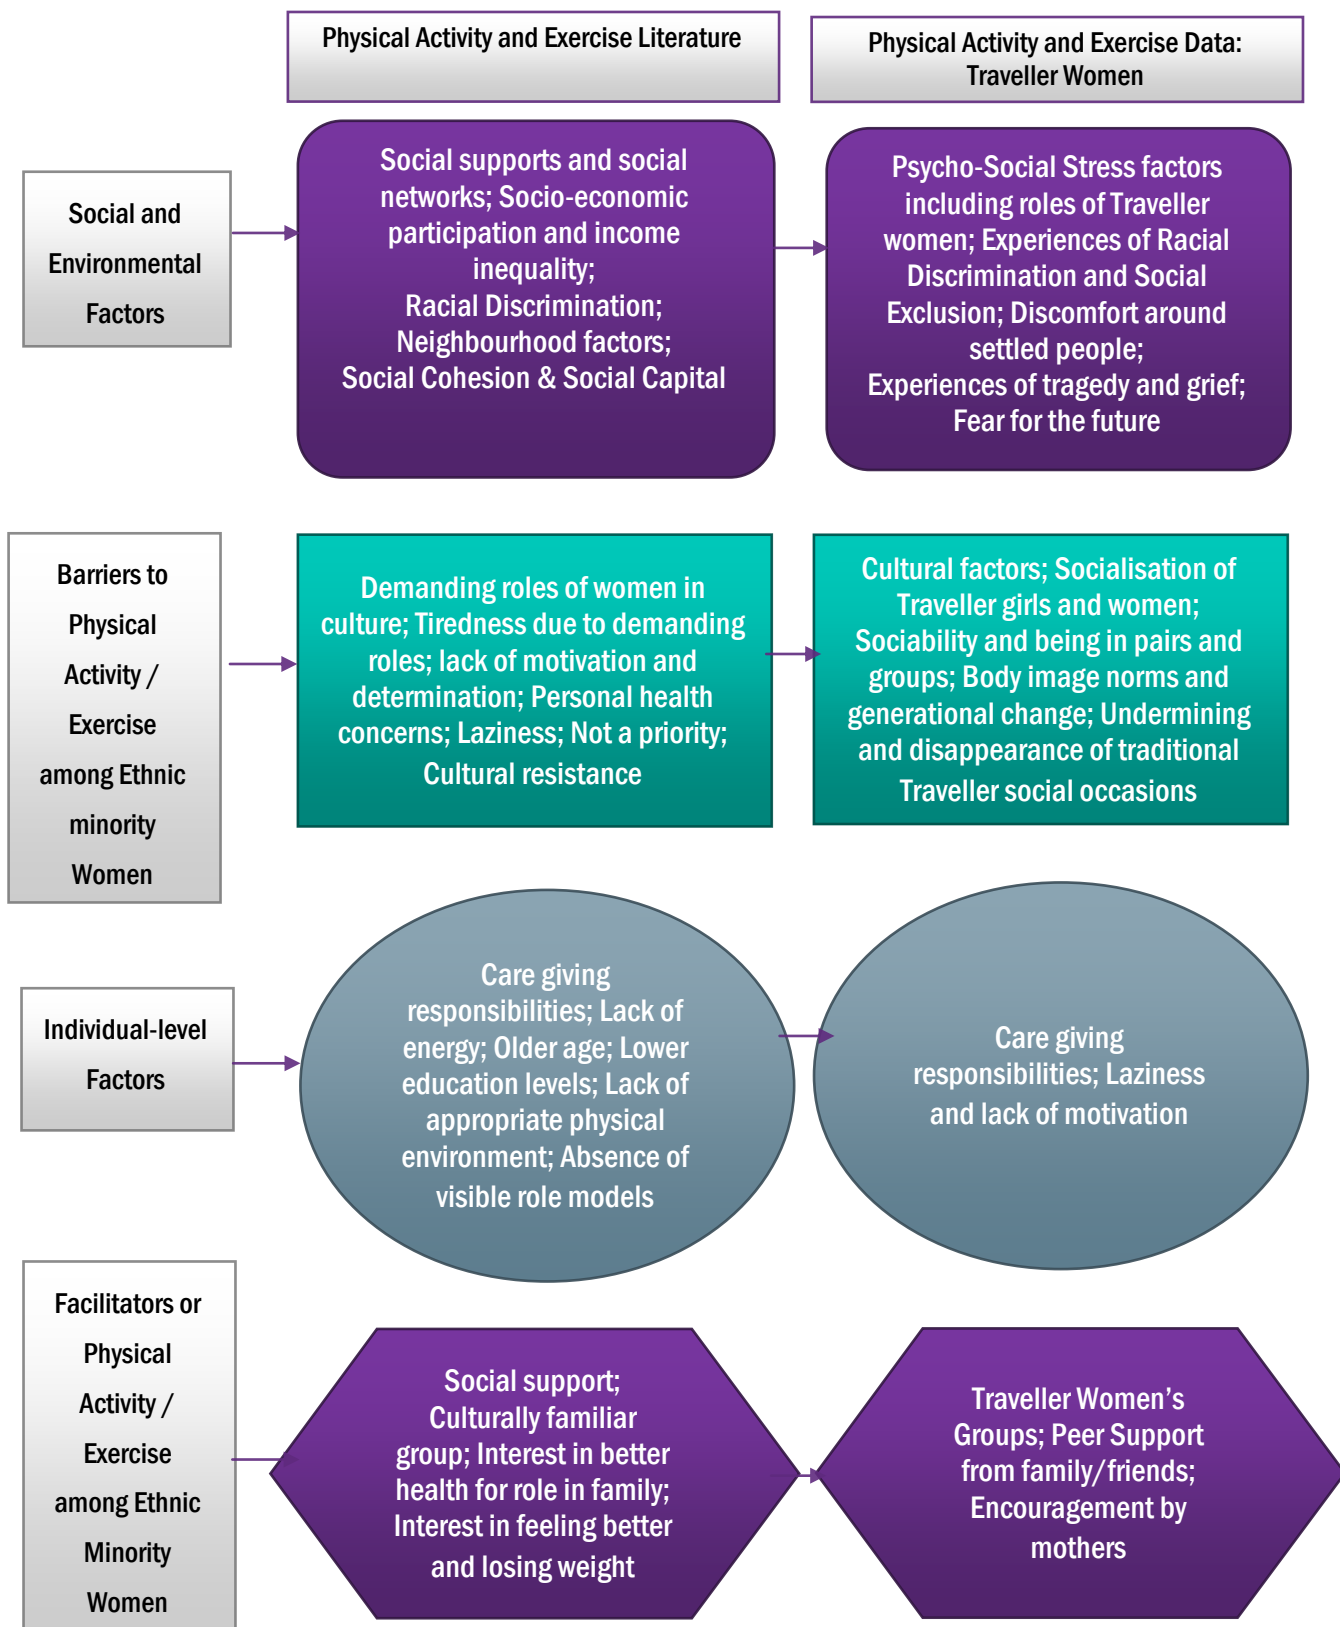 Physical Activity and Exercise Literature
Physical Activity and Exercise Data:
Traveller Women
Social and
Environmental
Factors
Social supports and social
networks; Socio-economic
participation and income
inequality;
Racial Discrimination;
Neighbourhood factors;
Social Cohesion & Social Capital
Psycho-Social Stress factors
including roles of Traveller
women; Experiences of Racial
Discrimination and Social
Exclusion; Discomfort around
settled people;
Experiences of tragedy and grief;
Fear for the future
Barriers to
Physical
Activity /
Exercise
among Ethnic
minority
Women
Demanding roles of women in
culture; Tiredness due to demanding
roles; lack of motivation and
determination; Personal health
concerns; Laziness; Not a priority;
Cultural resistance
Cultural factors; Socialisation of
Traveller girls and women;
Sociability and being in pairs and
groups; Body image norms and
generational change; Undermining
and disappearance of traditional
Traveller social occasions
Individual-level
Factors
Care giving
responsibilities; Lack of
energy; Older age; Lower
education levels; Lack of
appropriate physical
environment; Absence of
visible role models
Care giving
responsibilities; Laziness
and lack of motivation
Facilitators or
Physical
Activity /
Exercise
among Ethnic
Minority
Women
Social support;
Culturally familiar
group; Interest in better
health for role in family;
Interest in feeling better
and losing weight
Traveller Women’s
Groups; Peer Support
from family/friends;
Encouragement by
mothers